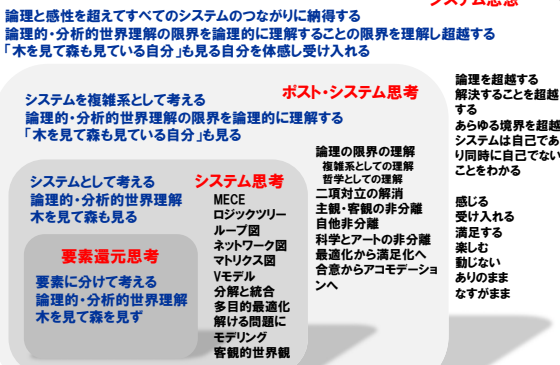 論理と感性を超えてすべてのシステムのつながりに納得する
論理的・分析的世界理解の限界を論理的に理解することの限界を理解し超越する
「木を見て森も見ている自分」も見る自分を体感し受け入れる
ポスト・システム思考
システムを複雑系として考える
論理的・分析的世界理解の限界を論理的に理解する
「木を見て森も見ている自分」も見る
システム思考
システムとして考える
論理的・分析的世界理解
木を見て森も見る
要素還元思考
要素に分けて考える
論理的・分析的世界理解
木を見て森を見ず
MECE
ロジックツリー
ループ図
ネットワーク図
マトリクス図
Vモデル
分解と統合
多目的最適化
解ける問題に
モデリング
客観的世界観
論理の限界の理解
複雑系としての理解
哲学としての理解
二項対立の解消
主観・客観の非分離
自他非分離
科学とアートの非分離
最適化から満足化へ
合意からアコモデーショ
ンへ
論理を超越する
解決することを超越
する
あらゆる境界を超越
システムは自己であ
り同時に自己でない
ことをわかる
感じる
受け入れる
満足する
楽しむ
動じない
ありのまま
なすがまま